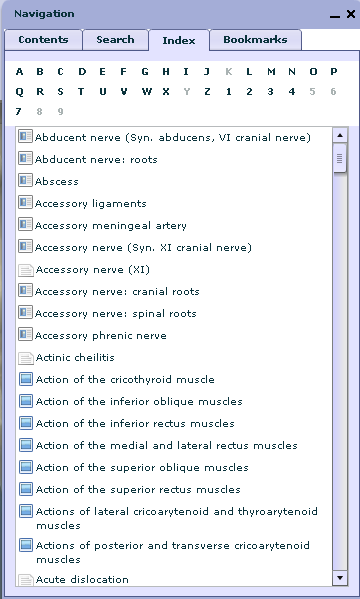 Navigation
Contents Search Index Bookmarks
A B C D E F G H I J K L M N O P
Q R S T U V W X Y Z 1 2 3 4 5 6
7 8 9
Abducent nerve (Syn. abducens, VI cranial nerve)
Abducent nerve: roots
Abscess
Accessory ligaments
Accessory meningeal artery
Accessory nerve (Syn. XI cranial nerve)
Accessory nerve (XI)
Accessory nerve: cranial roots
Accessory nerve: spinal roots
Accessory phrenic nerve
Actinic cheilitis
Action of the cricothyroid muscle
Action of the inferior oblique muscles
Action of the inferior rectus muscles
Action of the medial and lateral rectus muscles
Action of the superior oblique muscles
Action of the superior rectus muscles
Actions of lateral cricoarytenoid and thyroarytenoid
muscles
Actions of posterior and transverse cricoarytenoid
muscles
Acute dislocation